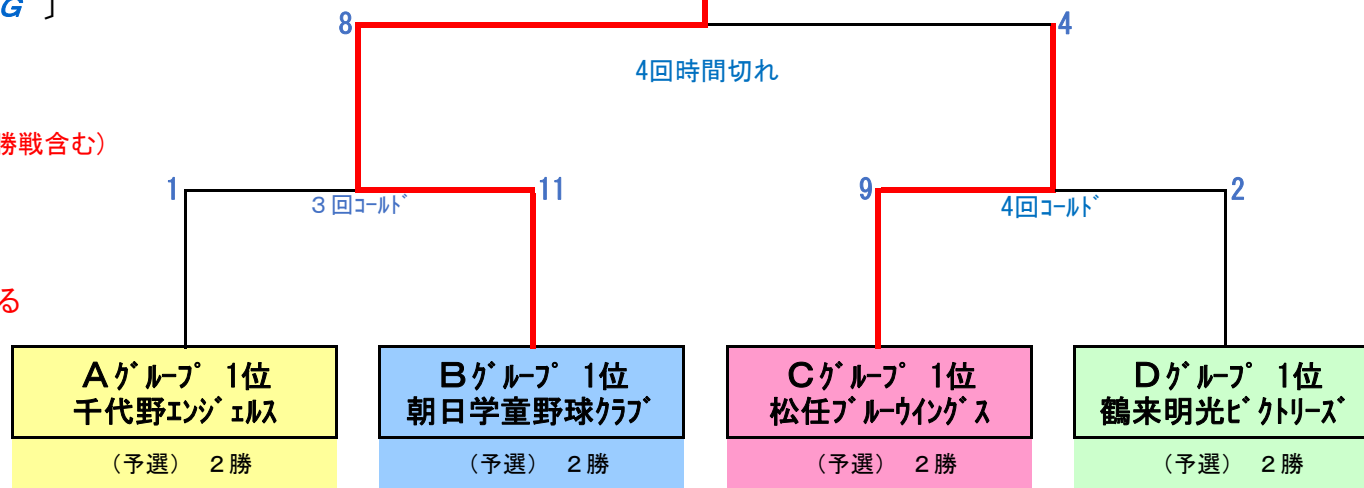 G 〕
8
4
4回時間切れ
勝戦含む）
1
11
9
2
３回ｺｰﾙﾄﾞ
4回ｺｰﾙﾄﾞ
る
Ａｸﾞﾙｰﾌﾟ 1位
千代野ｴﾝｼﾞｪﾙｽ
Ｂｸﾞﾙｰﾌﾟ 1位
朝日学童野球ｸﾗﾌﾞ
Ｃｸﾞﾙｰﾌﾟ 1位
松任ﾌﾞﾙｰｳｲﾝｸﾞｽ
Ｄｸﾞﾙｰﾌﾟ 1位
鶴来明光ﾋﾞｸﾄﾘｰｽﾞ
（予選） ２勝
（予選） ２勝
（予選） ２勝
（予選） ２勝